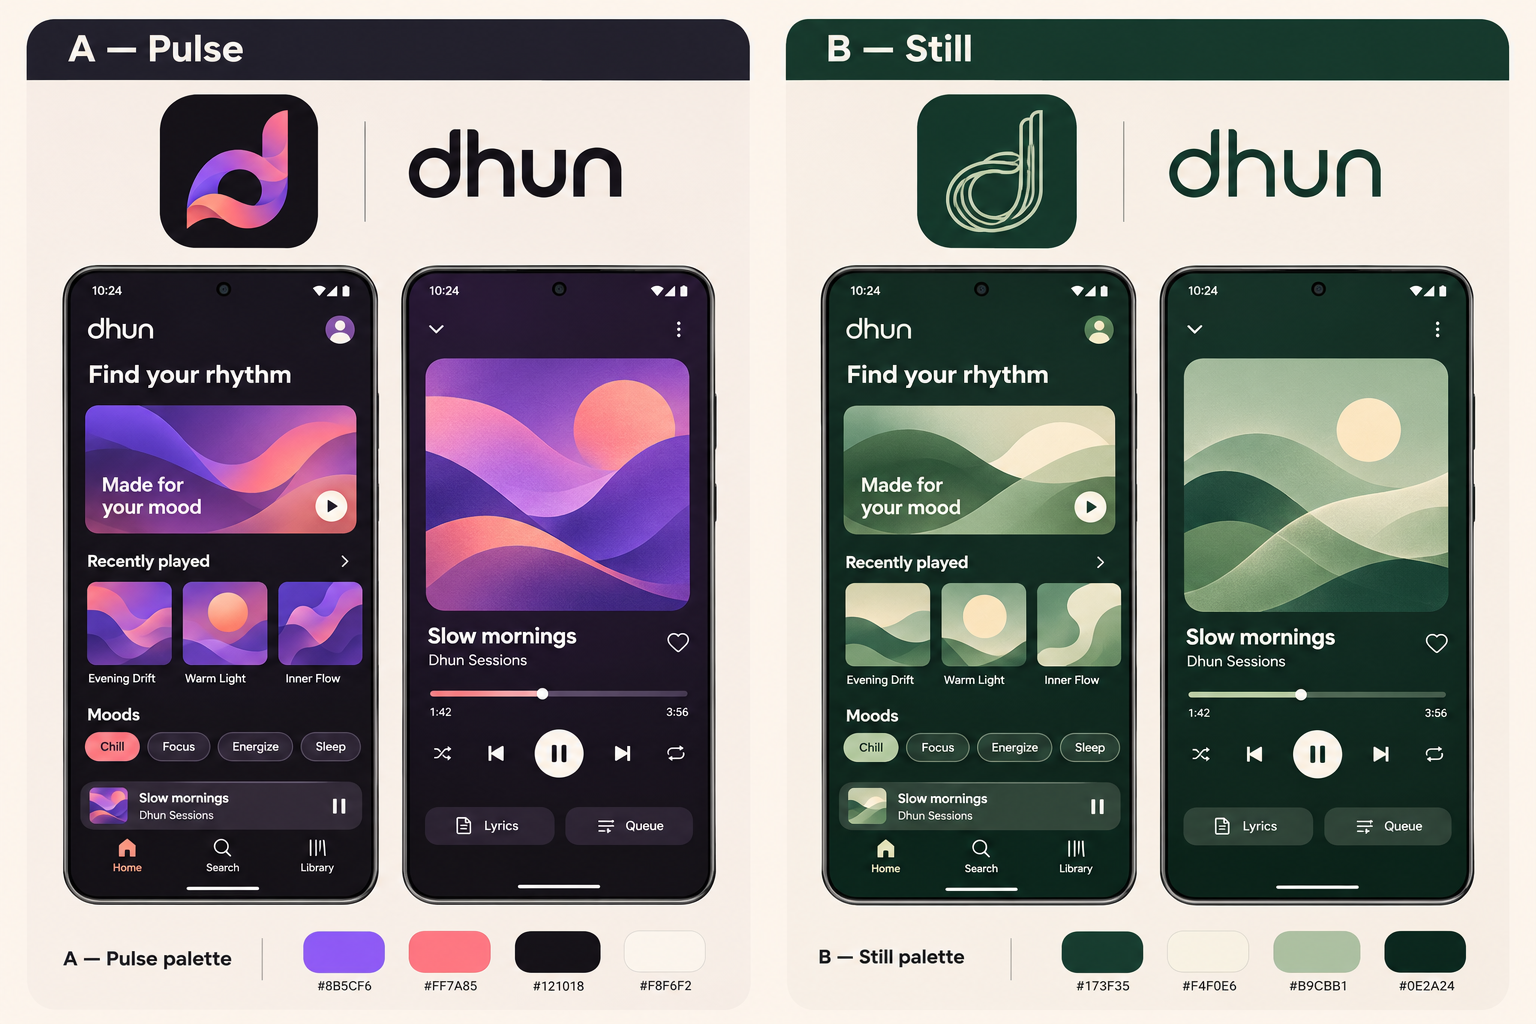 A — Pulse
dhun
10:24
dhun
Find your rhythm
Made for
your mood
Recently played
Evening Drift
Warm Light
Inner Flow
Moods
Chill
Focus
Energize
Sleep
Slow mornings
Dhun Sessions
Home
Search
Library
10:24
Slow mornings
Dhun Sessions
1:42
3:56
Lyrics
Queue
A — Pulse palette
#8B5CF6
#FF7A85
#121018
#F8F6F2
B — Still
dhun
10:24
dhun
Find your rhythm
Made for
your mood
Recently played
Evening Drift
Warm Light
Inner Flow
Moods
Chill
Focus
Energize
Sleep
Slow mornings
Dhun Sessions
Home
Search
Library
10:24
Slow mornings
Dhun Sessions
1:42
3:56
Lyrics
Queue
B — Still palette
#173F35
#F4F0E6
#B9CBB1
#0E2A24